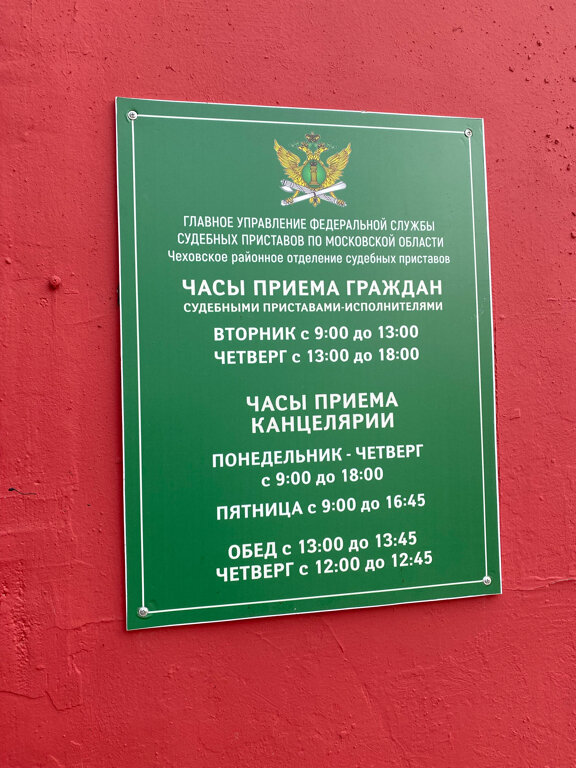 ГЛАВНОЕ УПРАВЛЕНИЕ ФЕДЕРАЛЬНОЙ СЛУЖБЫ
СУДЕБНЫХ ПРИСТАВОВ ПО МОСКОВСКОЙ ОБЛАСТИ
Чеховское районное отделение судебных приставов
ЧАСЫ ПРИЕМА ГРАЖДАН
СУДЕБНЫМИ ПРИСТАВАМИ-ИСПОЛНИТЕЛЯМИ
ВТОРНИК с 9:00 до 13:00
ЧЕТВЕРГ с 13:00 до 18:00
ЧАСЫ ПРИЕМА
КАНЦЕЛЯРИИ
ПОНЕДЕЛЬНИК - ЧЕТВЕРГ
с 9:00 до 18:00
ПЯТНИЦА с 9:00 до 16:45
ОБЕД с 13:00 до 13:45
ЧЕТВЕРГ с 12:00 до 12:45